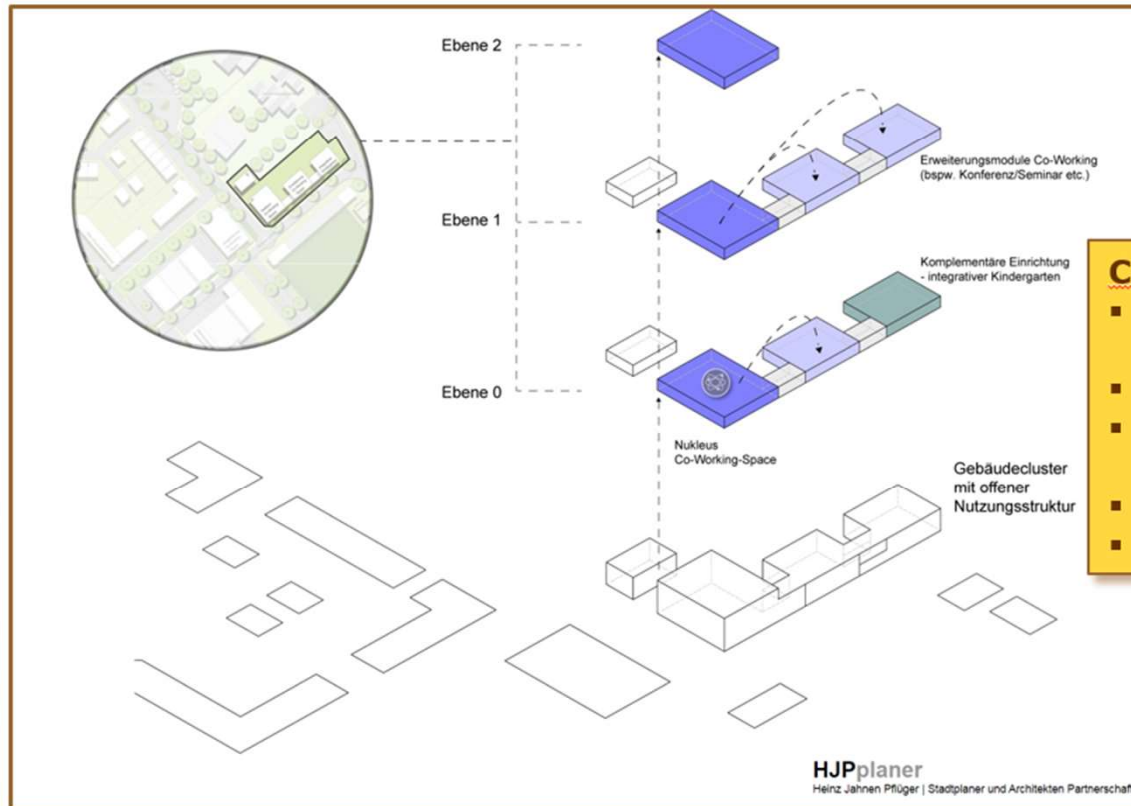 Ebene 2
Erweiterungsmodule Co-Working
(bspw. Konferenz/Seminar etc.)
Ebene 1
Komplementäre Einrichtung
- integrativer Kindergarten
C
Ebene 0
Nukleus
Co-Working-Space
Gebäudecluster
mit offener
Nutzungsstruktur
HJPplaner
Heinz Jahnen Pflüger | Stadtplaner und Architekten Partnerschaft